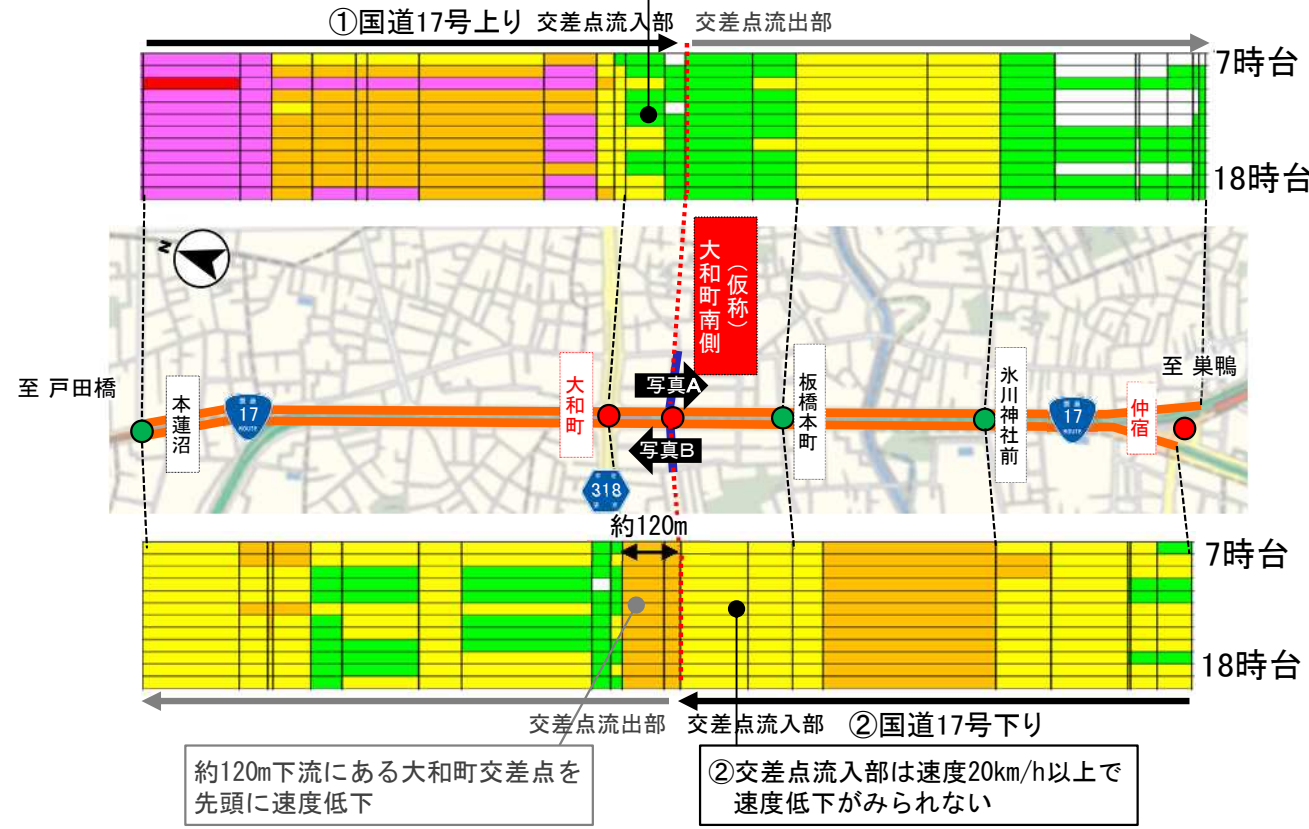 ①国道17号上り 交差点流入部 交差点流出部
7時台
18時台
N
大和町南側
（仮称）
至 戸田橋
本蓮沼
国道
17
ROUTE
大和町
写真A
写真B
318
板橋本町
氷川神社前
国道
17
ROUTE
仲宿
至 巣鴨
約120m
7時台
18時台
交差点流出部 交差点流入部 ②国道17号下り
約120m下流にある大和町交差点を
先頭に速度低下
②交差点流入部は速度20km/h以上で
速度低下がみられない